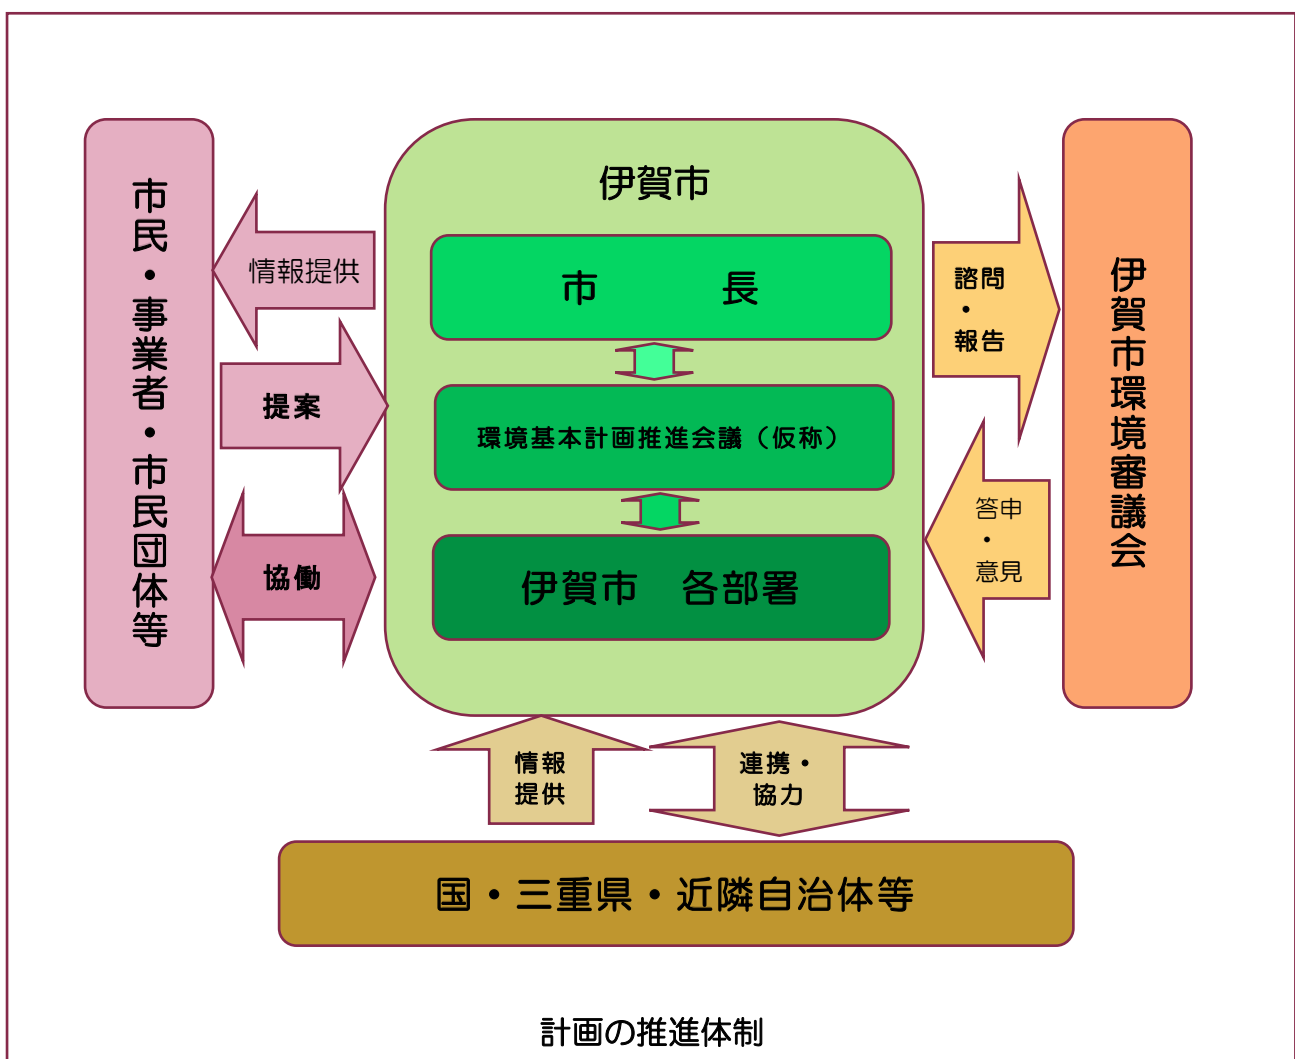 伊賀市
市　　　長
環境基本計画推進会議（仮称）
伊賀市　各部署
市民・事業者・市民団体等
情報提供
提案
協働
諮問
・
報告
答申
・
意見
伊賀市環境審議会
情報
提供
連携・
協力
国・三重県・近隣自治体等
計画の推進体制